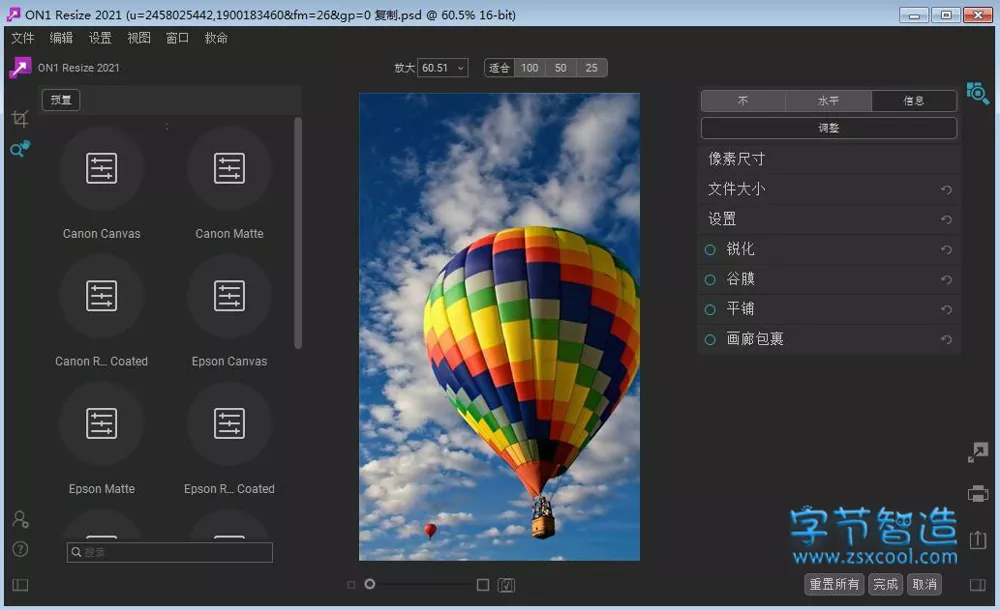 ON1 Resize 2021 (u=2458025442,1900183460&fm=26&gp=0 复制.psd @ 60.5% 16-bit)
文件 编辑 设置 视图 窗口 救命
ON1 Resize 2021
放大 60.51 适合 100 50 25
预置
不 水平 信息
调整
像素尺寸
文件大小
设置
锐化
谷膜
平铺
画廊包裹
Canon Canvas Canon Matte
Canon R... Coated Epson Canvas
Epson Matte Epson R... Coated
搜索
字节智造
www.zsxcool.com
重置所有 完成 取消